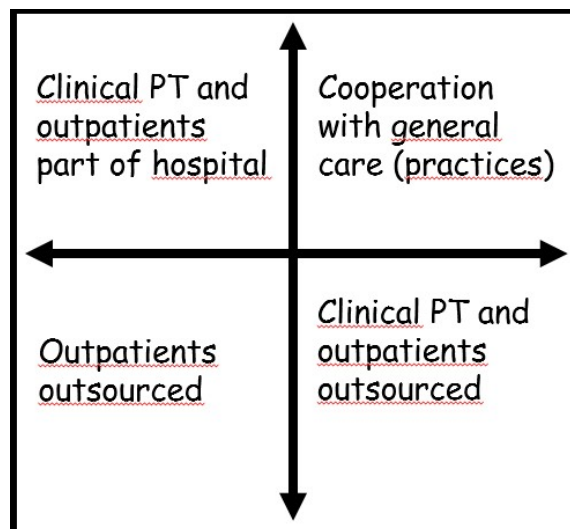 Clinical PT and
outpatients
part of hospital
Cooperation
with general
care (practices)
Outpatients
outsourced
Clinical PT and
outpatients
outsourced